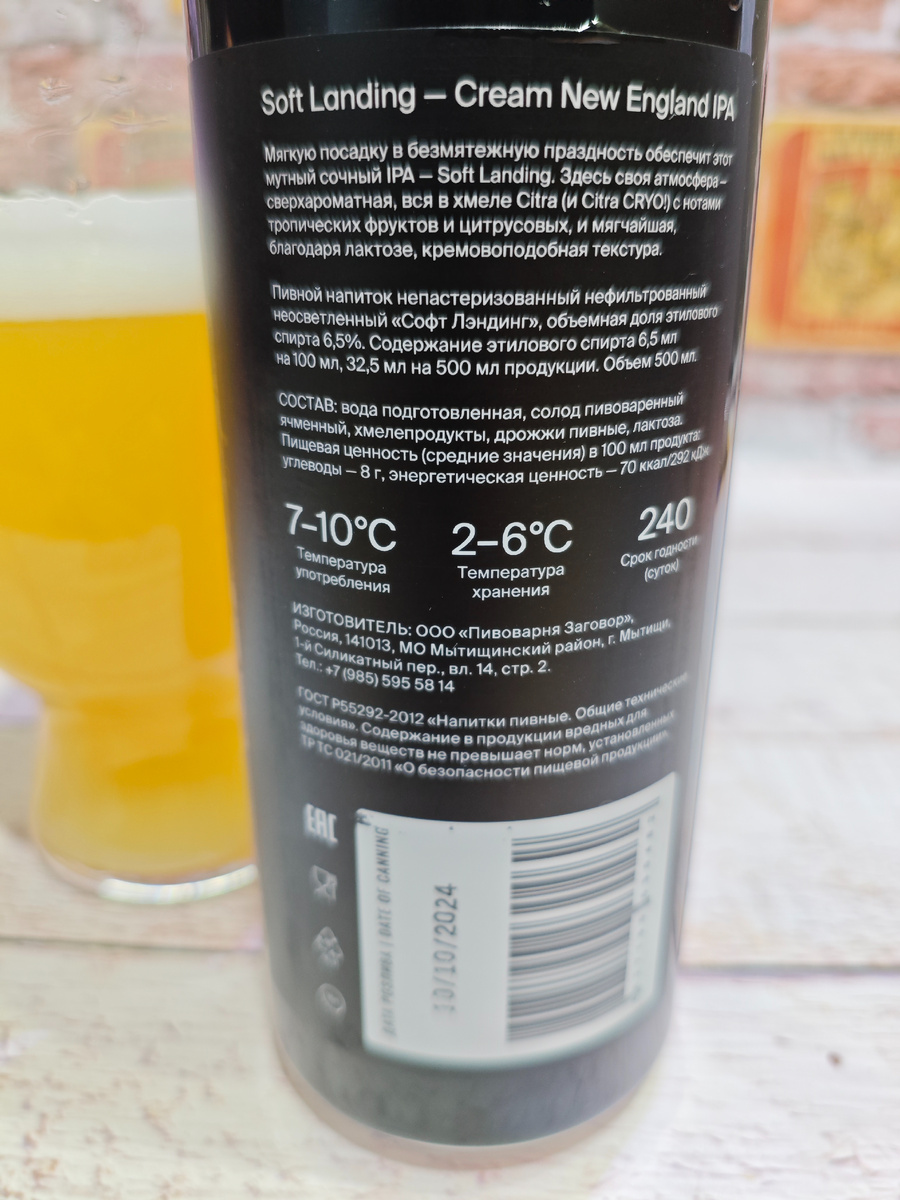 Soft Landing – Cream New England IPA
Мягкую посадку в безмятежную праздность обеспечит этот
мутный сочный IPA – Soft Landing. Здесь своя атмосфера –
сверхароматная, вся в хмеле Citra (и Citra CRYO!) с нотами
тропических фруктов и цитрусовых, и мягчайшая,
благодаря лактозе, кремовоподобная текстура.
Пивной напиток непастеризованный нефильтрованный
неосветленный «Софт Лэндинг», объемная доля этилового
спирта 6,5%. Содержание этилового спирта 6,5 мл
на 100 мл, 32,5 мл на 500 мл продукции. Объем 500 мл.
СОСТАВ: вода подготовленная, солод пивоваренный
ячменный, хмелепродукты, дрожжи пивные, лактоза.
Пищевая ценность (средние значения) в 100 мл продукта:
углеводы – 8 г, энергетическая ценность – 70 ккал/292 кДж
7–10°C 2–6°C 240
Температура употребления
Температура хранения
Срок годности (суток)
ИЗГОТОВИТЕЛЬ: ООО «Пивоварня Заговор»,
Россия, 141013, МО Мытищинский район, г. Мытищи,
1-й Силикатный пер., вл. 14, стр. 2.
Тел.: +7 (985) 595 58 14
ГОСТ Р55292-2012 «Напитки пивные. Общие технические
условия». Содержание в продукции вредных для
здоровья веществ не превышает норм, установленных
ТР ТС 021/2011 «О безопасности пищевой продукции».
EAC
ДАТА РОЗЛИВА | DATE OF CANNING
10/10/2024